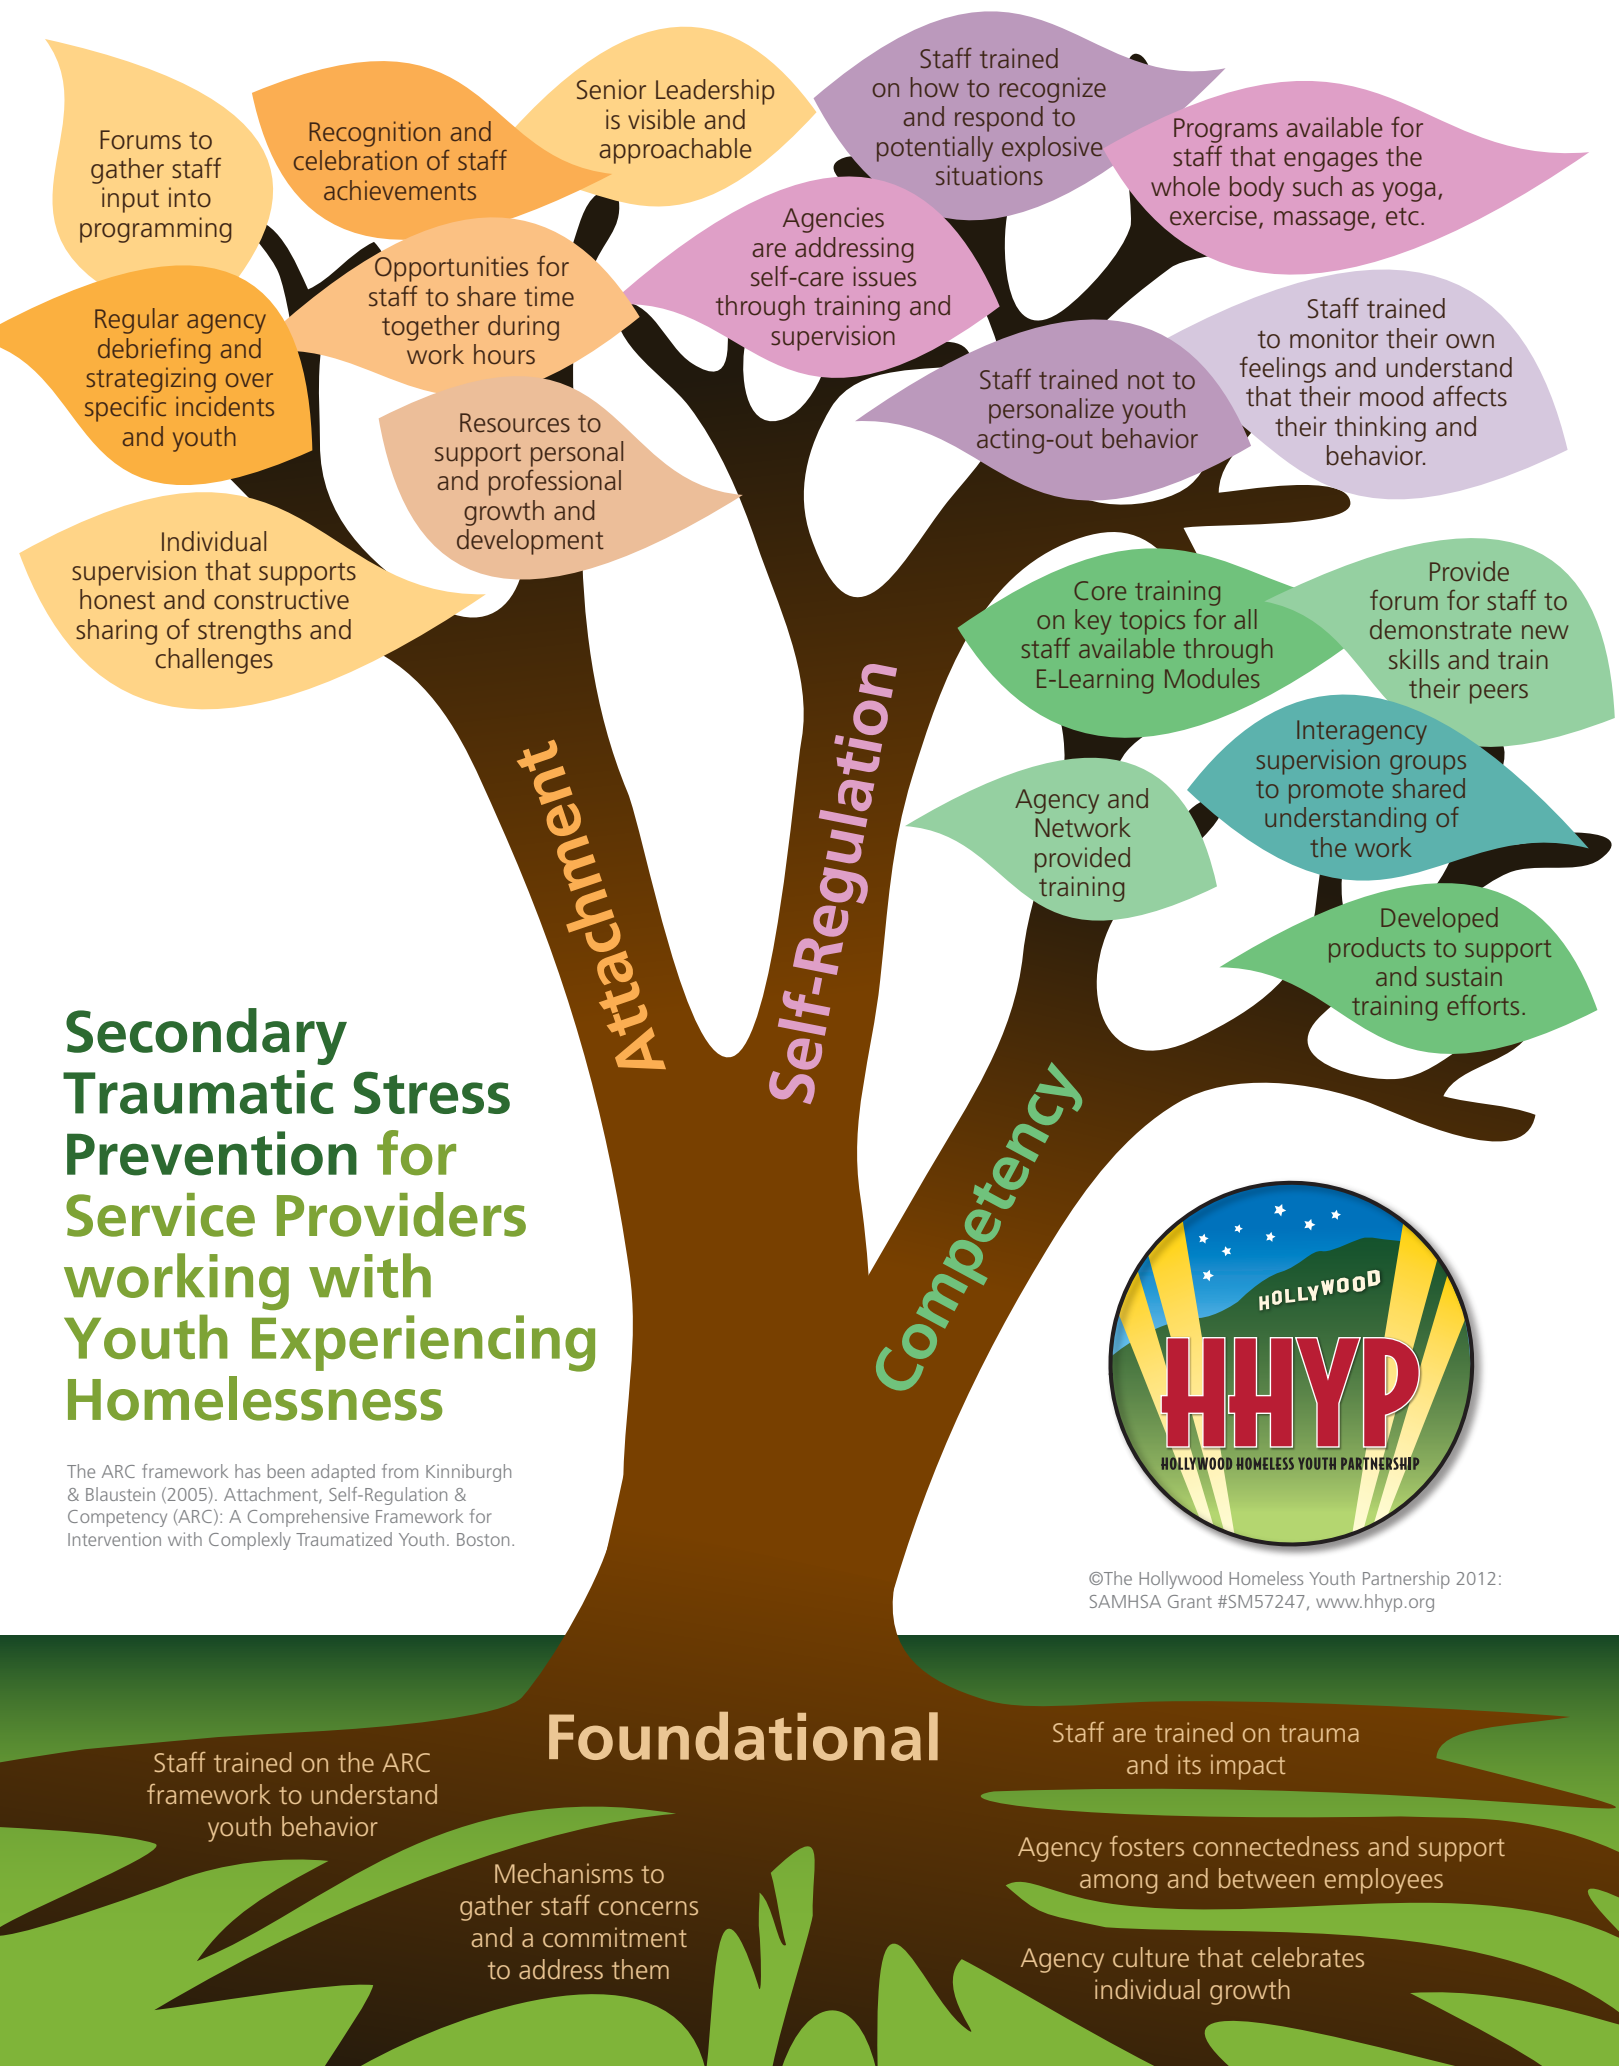 Forums to
gather staff
input into
programming
Recognition and
celebration of staff
achievements
Senior Leadership
is visible and
approachable
Staff trained
on how to recognize
and respond to
potentially explosive
situations
Programs available for
staff that engages the
whole body such as yoga,
exercise, massage, etc.
Regular agency
debriefing and
strategizing over
specific incidents
and youth
Opportunities for
staff to share time
together during
work hours
Agencies
are addressing
self-care issues
through training and
supervision
Staff trained
to monitor their own
feelings and understand
that their mood affects
their thinking and
behavior.
Staff trained not to
personalize youth
acting-out behavior
Resources to
support personal
and professional
growth and
development
Individual
supervision that supports
honest and constructive
sharing of strengths and
challenges
Core training
on key topics for all
staff available through
E-Learning Modules
Provide
forum for staff to
demonstrate new
skills and train
their peers
Interagency
supervision groups
to promote shared
understanding of
the work
Agency and
Network
provided
training
Developed
products to support
and sustain
training efforts.
Attachment
Self-Regulation
Competency
Secondary
Traumatic Stress
Prevention for
Service Providers
working with
Youth Experiencing
Homelessness
The ARC framework has been adapted from Kinniburgh
& Blaustein (2005). Attachment, Self-Regulation &
Competency (ARC): A Comprehensive Framework for
Intervention with Complexly Traumatized Youth. Boston.
HOLLYWOOD
HHYP
HOLLYWOOD HOMELESS YOUTH PARTNERSHIP
©The Hollywood Homeless Youth Partnership 2012:
SAMHSA Grant #SM57247, www.hhyp.org
Foundational
Staff trained on the ARC
framework to understand
youth behavior
Mechanisms to
gather staff concerns
and a commitment
to address them
Staff are trained on trauma
and its impact
Agency fosters connectedness and support
among and between employees
Agency culture that celebrates
individual growth